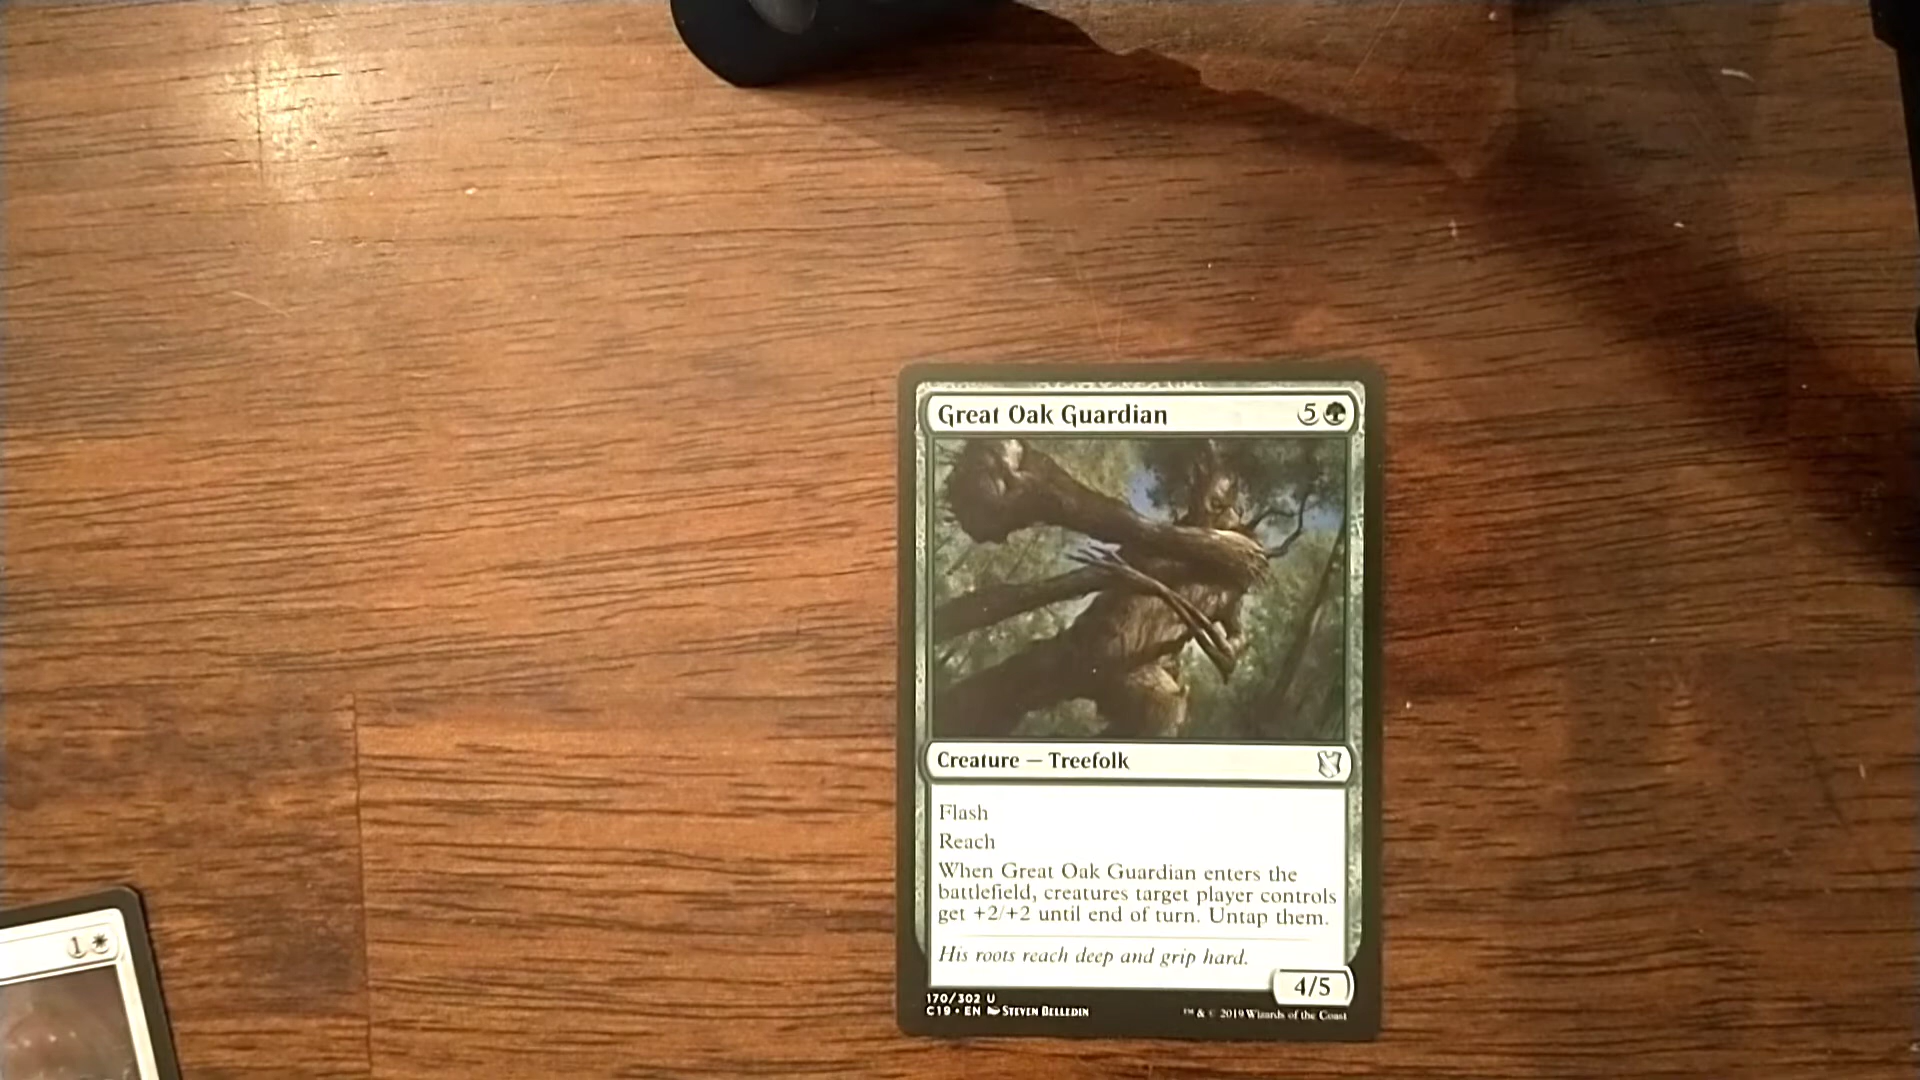 Great Oak Guardian 5
Creature — Treefolk
Flash
Reach
When Great Oak Guardian enters the
battlefield, creatures target player controls
get +2/+2 until end of turn. Untap them.
His roots reach deep and grip hard.
4/5
170/302 U
C19 • EN Steven Belledin
™ & © 2019 Wizards of the Coast
1